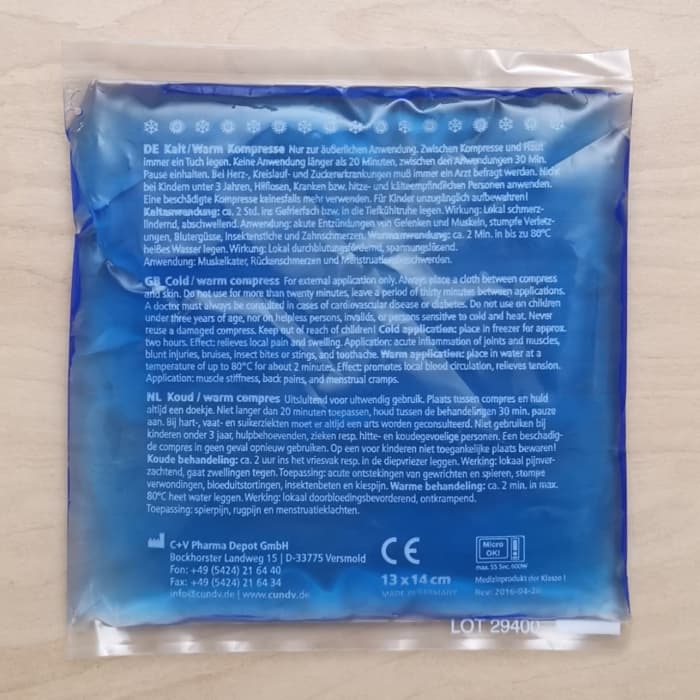 DE Kalt/Warm Kompresse Nur zur äußerlichen Anwendung. Zwischen Kompresse und Haut
immer ein Tuch legen. Keine Anwendung länger als 20 Minuten, zwischen den Anwendungen 30 Min.
Pause einhalten. Bei Herz-, Kreislauf- und Zuckererkrankungen muß immer ein Arzt befragt werden. Nicht
bei Kindern unter 3 Jahren, Hilflosen, Kranken bzw. hitze- und kälteempfindlichen Personen anwenden.
Eine beschädigte Kompresse keinesfalls mehr verwenden. Für Kinder unzugänglich aufbewahren!
Kaltanwendung: ca. 2 Std. ins Gefrierfach bzw. in die Tiefkühltruhe legen. Wirkung: Lokal schmerz-
lindernd, abschwellend. Anwendung: akute Entzündungen von Gelenken und Muskeln, stumpfe Verletz-
ungen, Blutergüsse, Insektenstiche und Zahnschmerzen. Warmanwendung: ca. 2 Min. in bis zu 80°C
heißes Wasser legen. Wirkung: Lokal durchblutungsfördernd, spannungslösend.
Anwendung: Muskelkater, Rückenschmerzen und Menstruationsbeschwerden.
GB Cold / warm compress For external application only. Always place a cloth between compress
and skin. Do not use for more than twenty minutes, leave a period of thirty minutes between applications.
A doctor must always be consulted in cases of cardiovascular disease or diabetes. Do not use on children
under three years of age, nor on helpless persons, invalids, or persons sensitive to cold and heat. Never
reuse a damaged compress. Keep out of reach of children! Cold application: place in freezer for approx.
two hours. Effect: relieves local pain and swelling. Application: acute inflammation of joints and muscles,
blunt injuries, bruises, insect bites or stings, and toothache. Warm application: place in water at a
temperature of up to 80°C for about 2 minutes. Effect: promotes local blood circulation, relieves tension.
Application: muscle stiffness, back pains, and menstrual cramps.
NL Koud / warm compres Uitsluitend voor uitwendig gebruik. Plaats tussen compres en huid
altijd een doekje. Niet langer dan 20 minuten toepassen, houd tussen de behandelingen 30 min. pauze
aan. Bij hart-, vaat- en suikerziekten moet er altijd een arts worden geconsulteerd. Niet gebruiken bij
kinderen onder 3 jaar, hulpbehoevenden, zieken resp. hitte- en koudegevoelige personen. Een beschadig-
de compres in geen geval opnieuw gebruiken. Op een voor kinderen niet toegankelijke plaats bewaren!
Koude behandeling: ca. 2 uur ins het vriesvak resp. in de diepvriezer leggen. Werking: lokaal pijnver-
zachtend, gaat zwellingen tegen. Toepassing: acute ontstekingen van gewrichten en spieren, stompe
verwondingen, bloeduitstortingen, insektenbeten en kiespijn. Warme behandeling: ca. 2 min. in max.
80°C heet water leggen. Werking: lokaal doorbloedingsbevorderend, ontkrampend.
Toepassing: spierpijn, rugpijn en menstruatieklachten.
C+V Pharma Depot GmbH
Bockhorster Landweg 15 | D-33775 Versmold
Fon: +49 (5424) 21 64 40
Fax: +49 (5424) 21 64 34
info@cundv.de | www.cundv.de
CE
13 x 14 cm
Made in Germany
Micro
OK!
max. 55 Sec. 600W
Medizinprodukt der Klasse I
Rev. 2016-04-26
LOT 29400